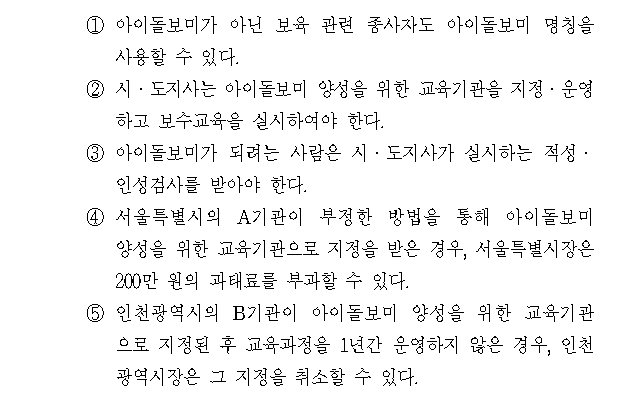 ① 아이돌보미가 아닌 보육 관련 종사자도 아이돌보미 명칭을
사용할 수 있다.
② 시·도지사는 아이돌보미 양성을 위한 교육기관을 지정·운영
하고 보수교육을 실시하여야 한다.
③ 아이돌보미가 되려는 사람은 시·도지사가 실시하는 적성·
인성검사를 받아야 한다.
④ 서울특별시의 A기관이 부정한 방법을 통해 아이돌보미
양성을 위한 교육기관으로 지정을 받은 경우, 서울특별시장은
200만 원의 과태료를 부과할 수 있다.
⑤ 인천광역시의 B기관이 아이돌보미 양성을 위한 교육기관
으로 지정된 후 교육과정을 1년간 운영하지 않은 경우, 인천
광역시장은 그 지정을 취소할 수 있다.